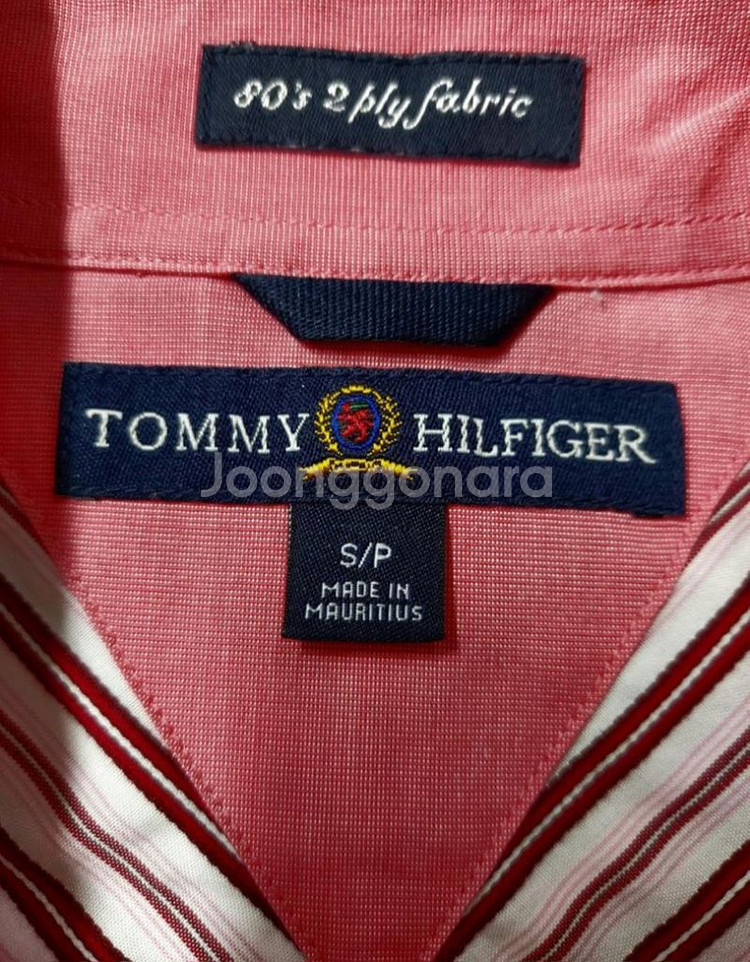 80's 2 ply fabric
TOMMY HILFIGER
Joonggonara
S/P
MADE IN
MAURITIUS